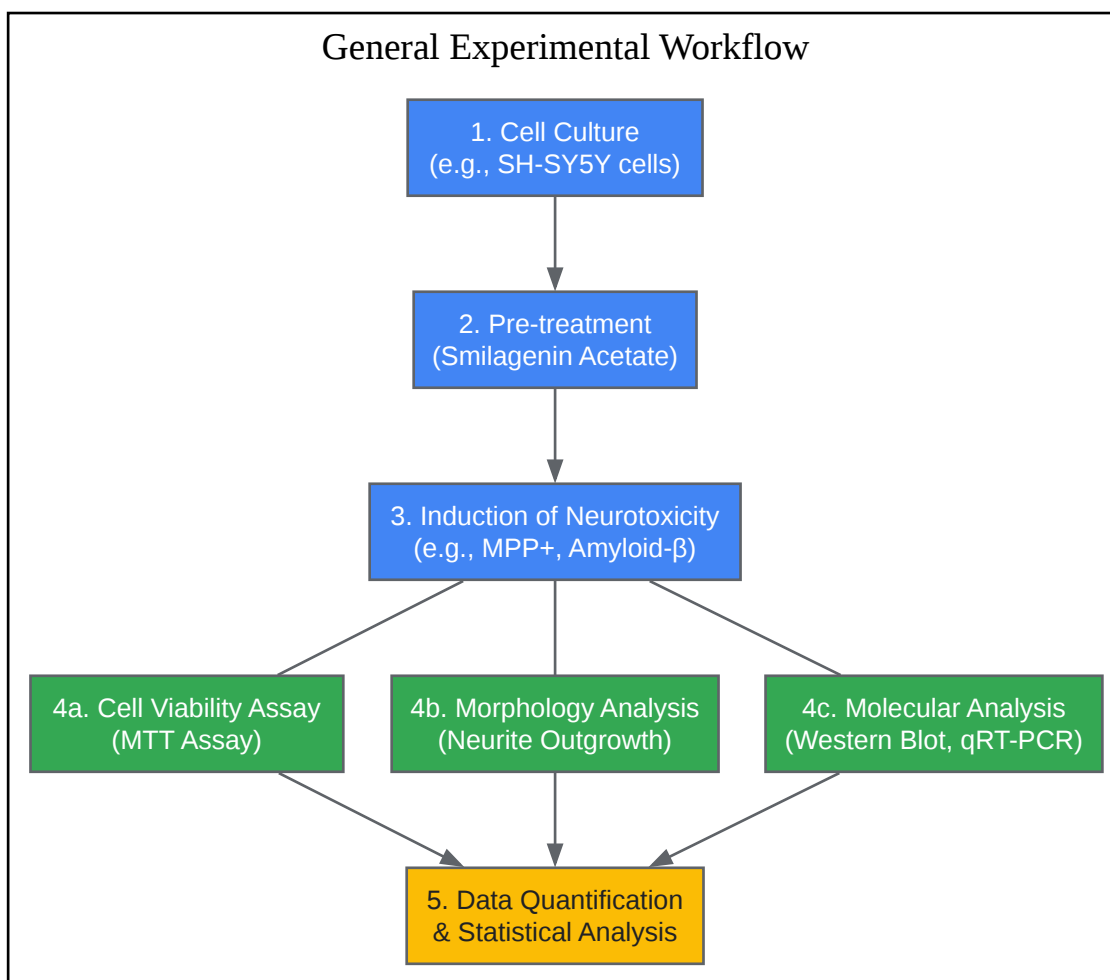 General Experimental Workflow
1. Cell Culture
(e.g., SH-SY5Y cells)
2. Pre-treatment
(Smilagenin Acetate)
3. Induction of Neurotoxicity
(e.g., MPP+, Amyloid-β)
4a. Cell Viability Assay
(MTT Assay)
4b. Morphology Analysis
(Neurite Outgrowth)
4c. Molecular Analysis
(Western Blot, qRT-PCR)
5. Data Quantification
& Statistical Analysis